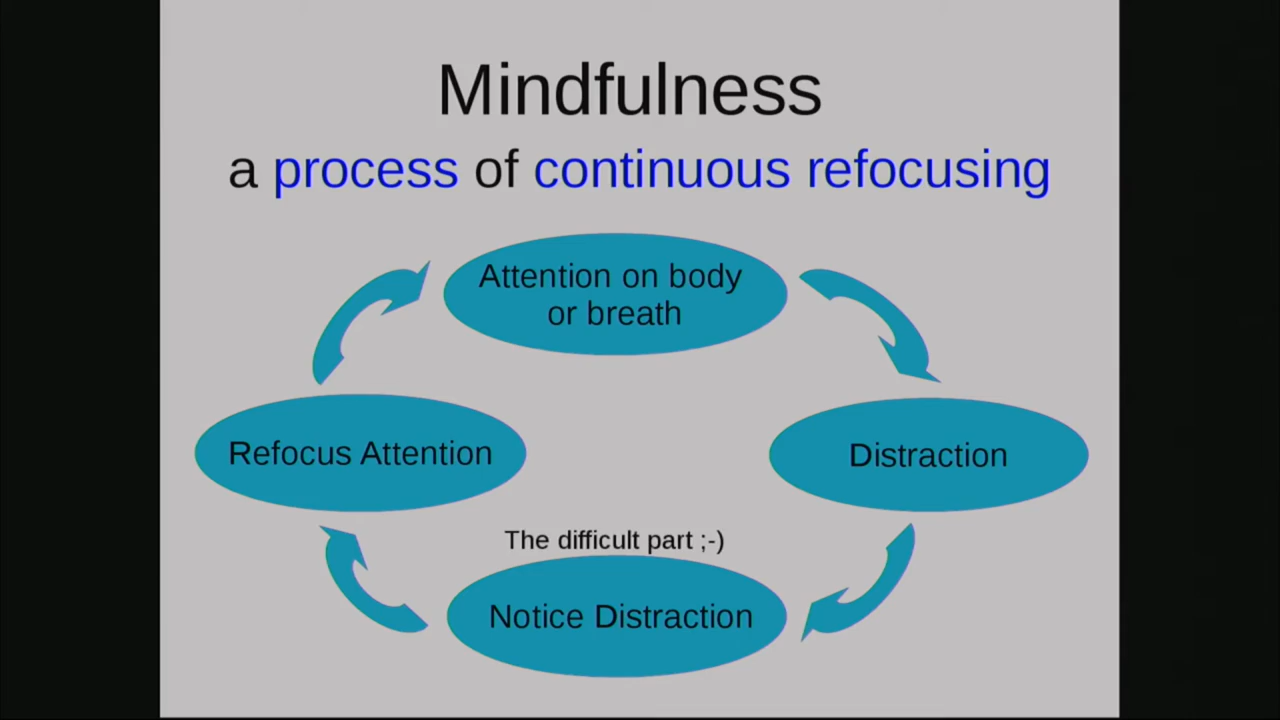 Mindfulness
a process of continuous refocusing
Attention on body
or breath
Refocus Attention
Distraction
The difficult part ;-)
Notice Distraction